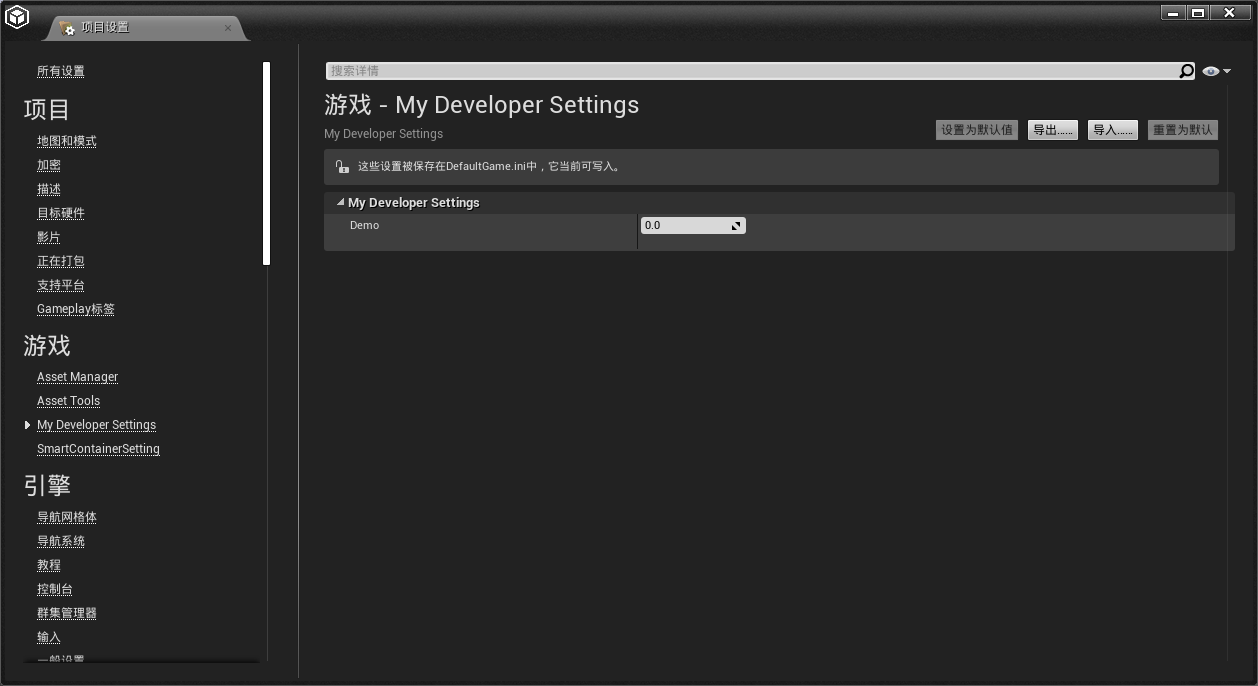 项目设置
所有设置
项目
地图和模式
加密
描述
目标硬件
影片
正在打包
支持平台
Gameplay标签
游戏
Asset Manager
Asset Tools
My Developer Settings
SmartContainerSetting
引擎
导航网格体
导航系统
教程
控制台
群集管理器
输入
一般设置
搜索详情
游戏 - My Developer Settings
My Developer Settings
设置为默认值 导出...... 导入...... 重置为默认
这些设置被保存在DefaultGame.ini中，它当前可写入。
My Developer Settings
Demo 0.0